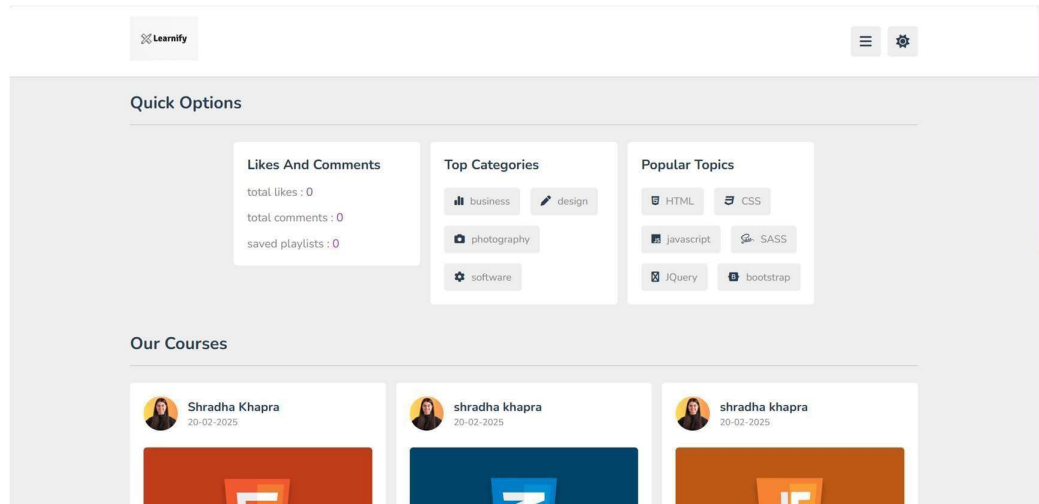 Learnify
Quick Options
Likes And Comments
total likes : 0
total comments : 0
saved playlists : 0
Top Categories
business design
photography
software
Popular Topics
HTML CSS
javascript SASS
JQuery bootstrap
Our Courses
Shradha Khapra
20-02-2025
shradha khapra
20-02-2025
shradha khapra
20-02-2025